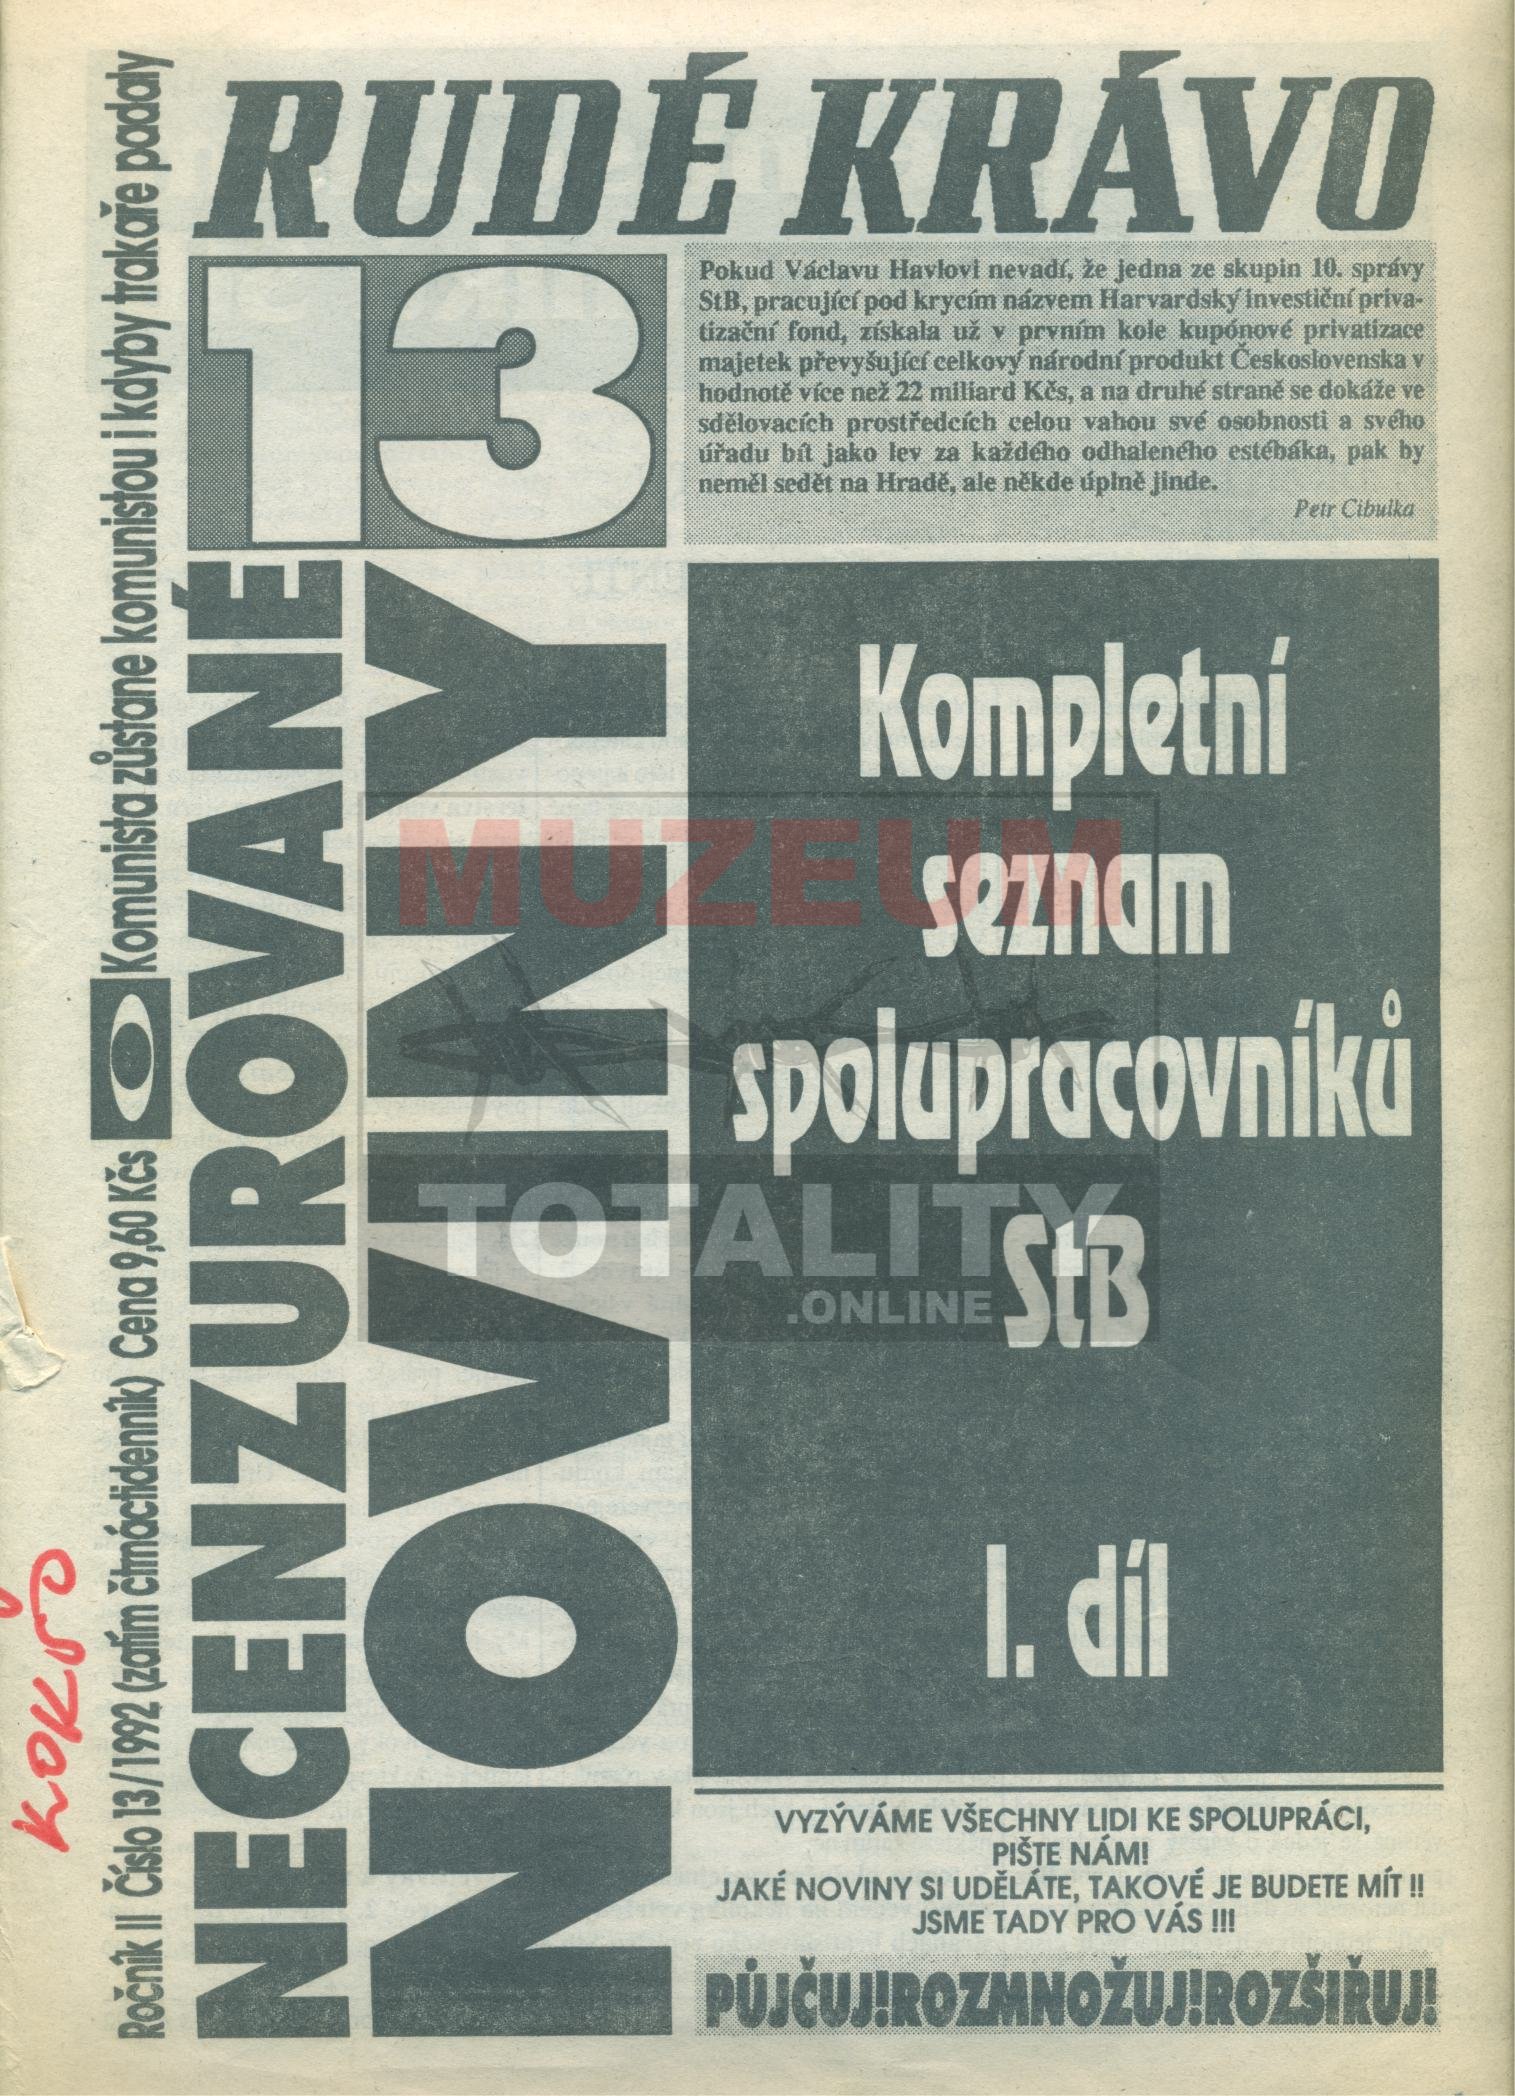 RUDÉ KRÁVO
Ročník II Číslo 13/1992 (zatím čtrnáctidenník) Cena 9,60 Kčs
Komunista zůstane komunistou i kdyby trakaře padaly
NECENZUROVANÉ
NOVINY
13
Pokud Václavu Havlovi nevadí, že jedna ze skupin 10. správy
StB, pracující pod krycím názvem Harvardský investiční priva-
tizační fond, získala už v prvním kole kupónové privatizace
majetek převyšující celkový národní produkt Československa v
hodnotě více než 22 miliard Kčs, a na druhé straně se dokáže ve
sdělovacích prostředcích celou vahou své osobnosti a svého
úřadu bít jako lev za každého odhaleného estébáka, pak by
neměl sedět na Hradě, ale někde úplně jinde.
Petr Cibulka
Kompletní
seznam
spolupracovníků
StB
I. díl
MUZEUM
TOTALITY
.ONLINE
VYZÝVÁME VŠECHNY LIDI KE SPOLUPRÁCI,
PIŠTE NÁM!
JAKÉ NOVINY SI UDĚLÁTE, TAKOVÉ JE BUDETE MÍT !!
JSME TADY PRO VÁS !!!
PŮJČUJ!ROZMNOŽUJ!ROZŠIŘUJ!